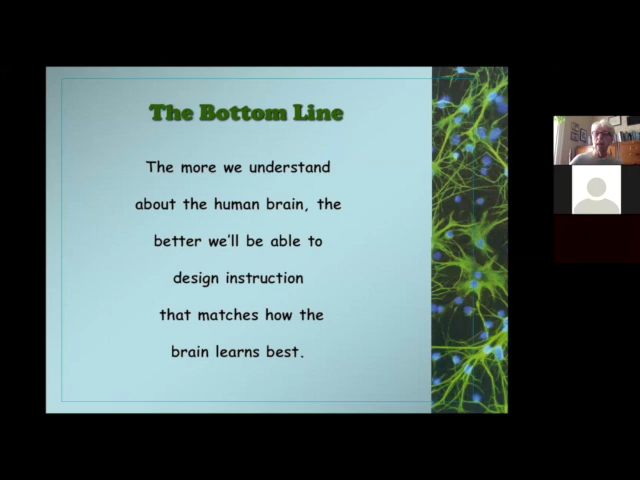 The Bottom Line
The more we understand
about the human brain, the
better we'll be able to
design instruction
that matches how the
brain learns best.